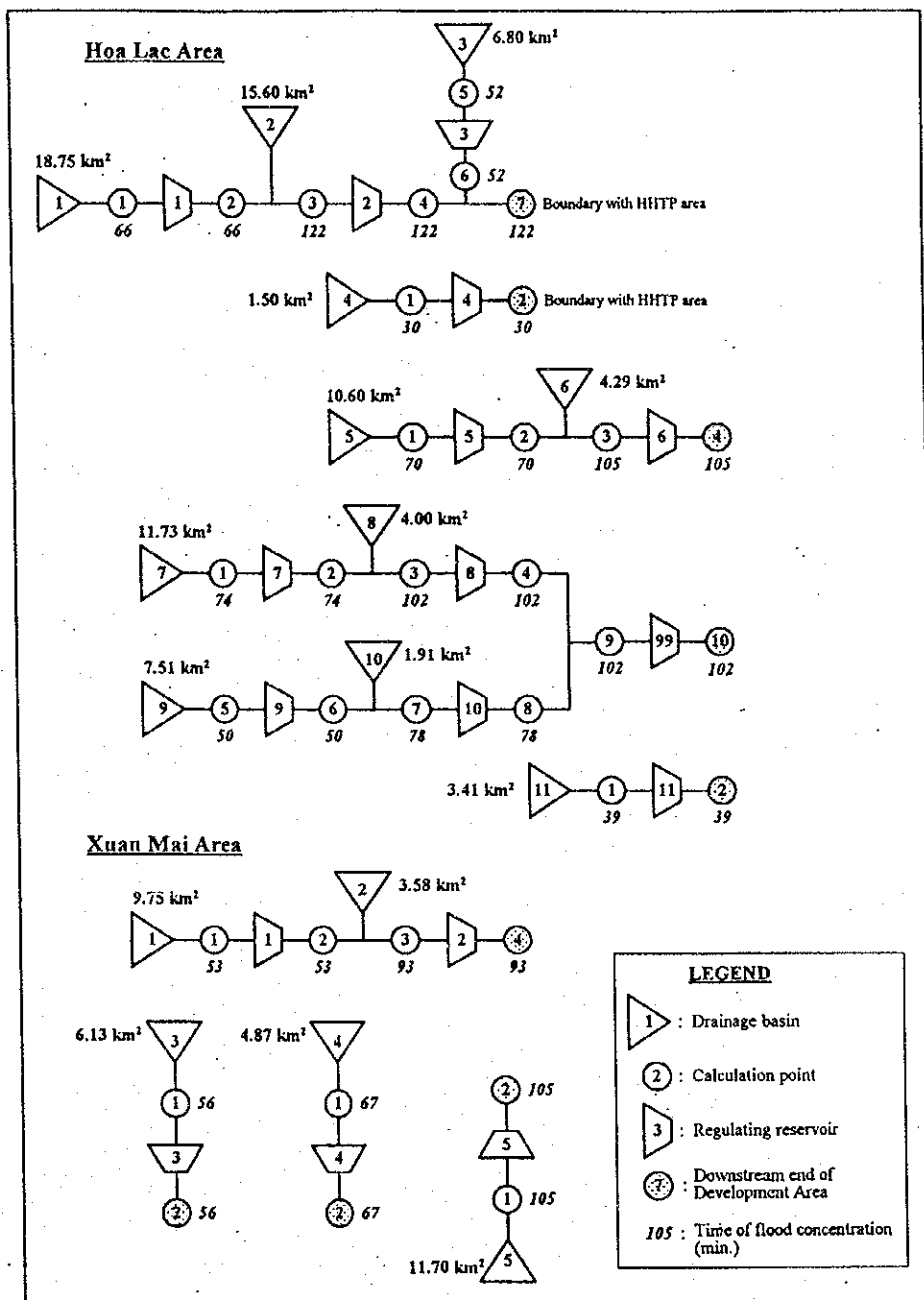 Hoa Lac Area
3
6.80 km²
5 52
3
6 52
15.60 km²
2
18.75 km²
1 1 1 2 3 2 4 7 Boundary with HHTP area
66 66 122 122 122
1.50 km² 4 1 4 2 Boundary with HHTP area
30 30
6 4.29 km²
10.60 km²
5 1 5 2 3 6 4
70 70 105 105
8 4.00 km²
11.73 km²
7 1 7 2 3 8 4
74 74 102 102
9 99 10
102 102
10 1.91 km²
7.51 km²
9 5 9 6 7 10 8
50 50 78 78
3.41 km² 11 1 11 2
39 39
Xuan Mai Area
2 3.58 km²
9.75 km²
1 1 1 2 3 2 4
53 53 93 93
6.13 km² 3
1 56
3
2 56
4.87 km² 4
1 67
4
2 67
2 105
5
1 105
11.70 km² 5
LEGEND
1 : Drainage basin
2 : Calculation point
3 : Regulating reservoir
7 : Downstream end of
Development Area
105 : Time of flood concentration
(min.)